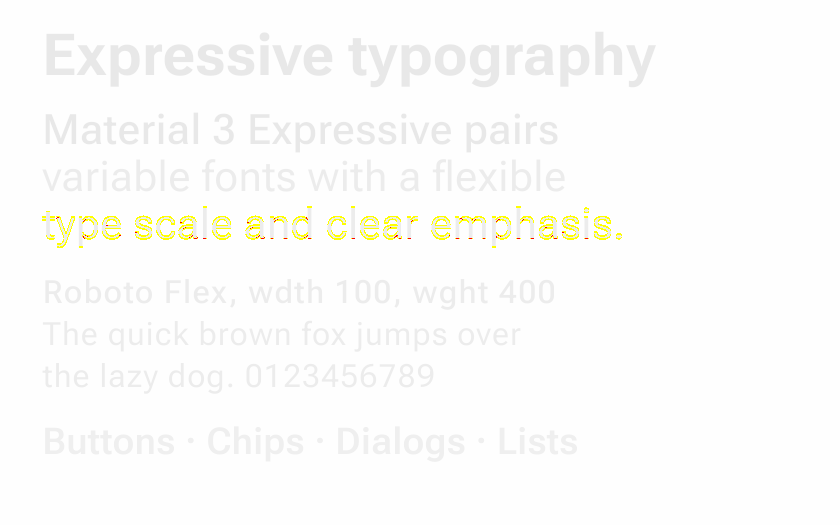 Expressive typography
Material 3 Expressive pairs
variable fonts with a flexible
type scale and clear emphasis.
Roboto Flex, wdth 100, wght 400
The quick brown fox jumps over
the lazy dog. 0123456789
Buttons · Chips · Dialogs · Lists